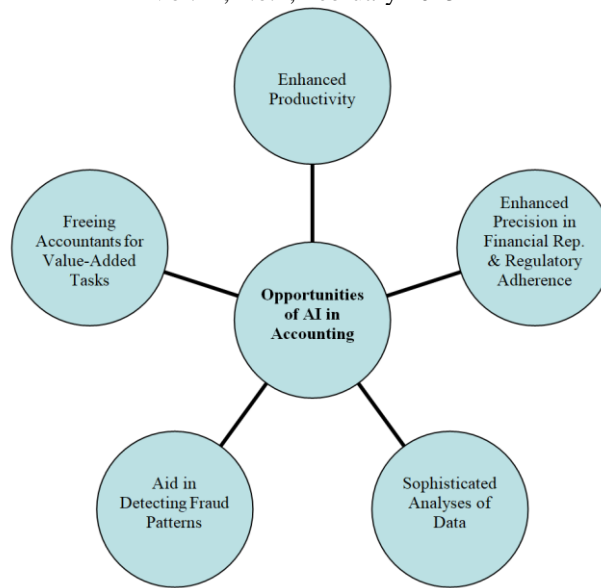 Enhanced
Productivity
Freeing
Accountants for
Value-Added
Tasks
Enhanced
Precision in
Financial Rep.
& Regulatory
Adherence
Opportunities
of AI in
Accounting
Aid in
Detecting Fraud
Patterns
Sophisticated
Analyses of
Data